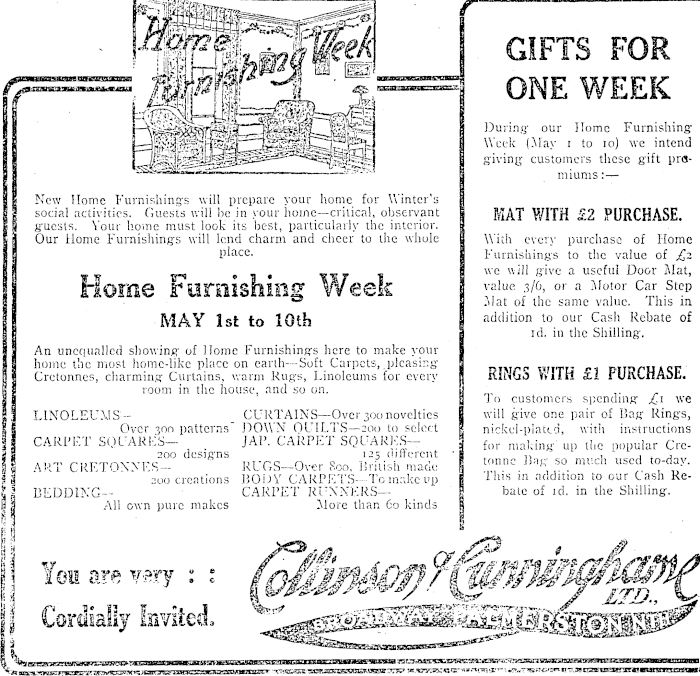 Home
Furnishing Week
New Home Furnishings will prepare your home for Winter's
social activities. Guests will be in your home—critical, observant
guests. Your home must look its best, particularly the interior.
Our Home Furnishings will lend charm and cheer to the whole
place.
Home Furnishing Week
MAY 1st to 10th
An unequalled showing of Home Furnishings here to make your
home the most home-like place on earth—Soft Carpets, pleasing
Cretonnes, charming Curtains, warm Rugs, Linoleums for every
room in the house, and so on.
LINOLEUMS—
Over 300 patterns
CARPET SQUARES—
200 designs
ART CRETONNES—
200 creations
BEDDING—
All own pure makes
CURTAINS—Over 300 novelties
DOWN QUILTS—200 to select
JAP. CARPET SQUARES—
125 different
RUGS—Over 800, British made
BODY CARPETS—To make up
CARPET RUNNERS—
More than 60 kinds
GIFTS FOR
ONE WEEK
During our Home Furnishing
Week (May 1 to 10) we intend
giving customers these gift pre-
miums:—
MAT WITH £2 PURCHASE.
With every purchase of Home
Furnishings to the value of £2
we will give a useful Door Mat,
value 3/6, or a Motor Car Step
Mat of the same value. This in
addition to our Cash Rebate of
1d. in the Shilling.
RINGS WITH £1 PURCHASE.
To customers spending £1 we
will give one pair of Bag Rings,
nickel-plated, with instructions
for making up the popular Cre-
tonne Bag so much used to-day.
This in addition to our Cash Re-
bate of 1d. in the Shilling.
You are very : :
Cordially Invited.
Collinson & Cunninghame
LTD.,
BROADWAY PALMERSTON NTH